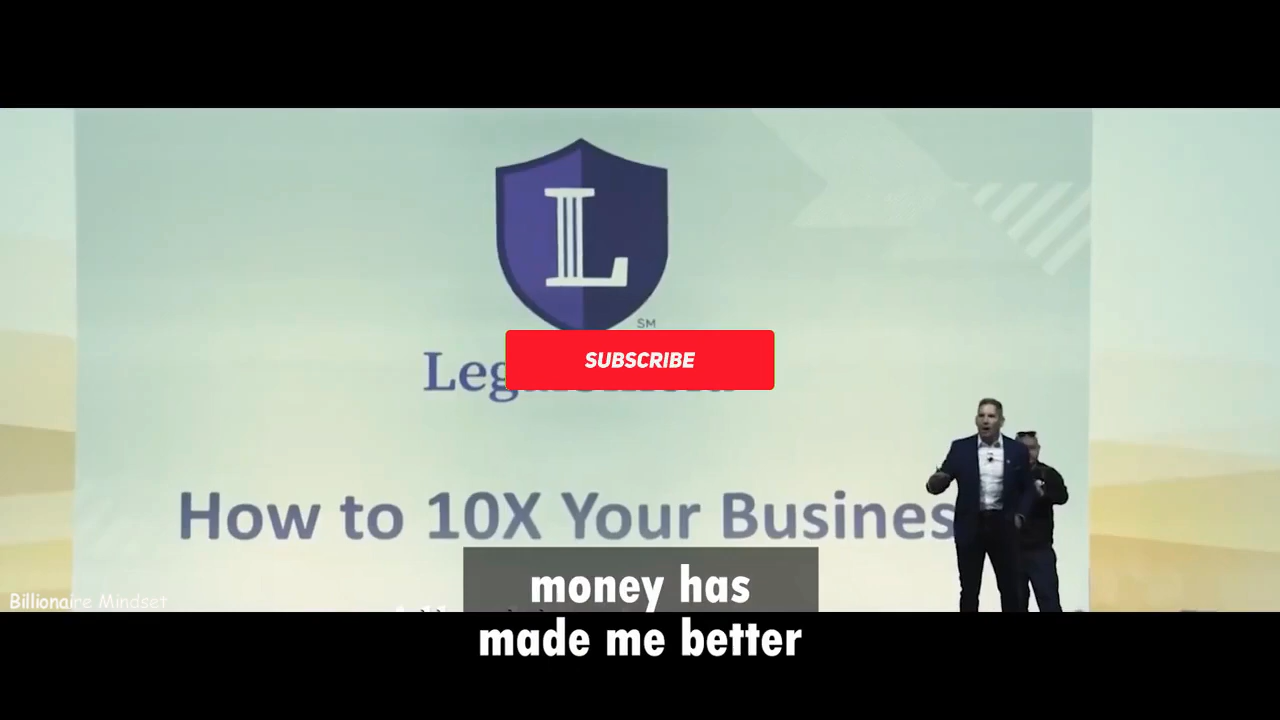 L
SM
SUBSCRIBE
How to 10X Your Busines
money has
made me better
Billionaire Mindset